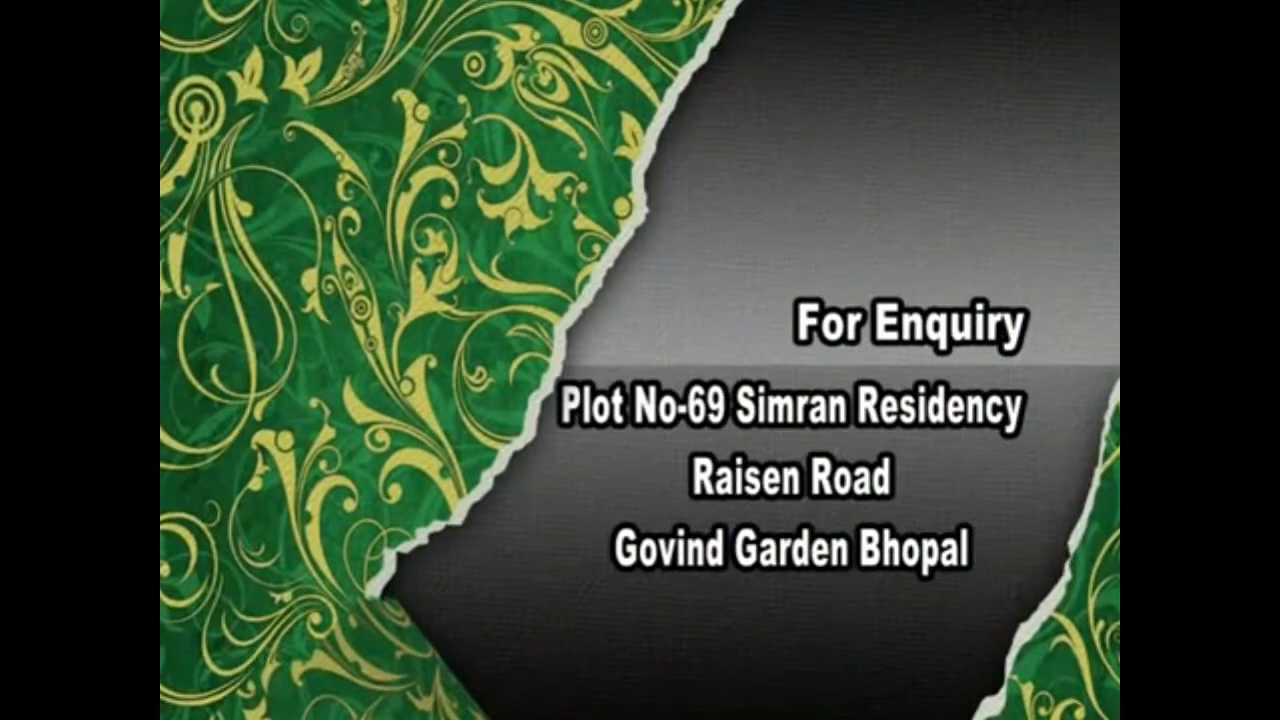 For Enquiry
Plot No-69 Simran Residency
Raisen Road
Govind Garden Bhopal